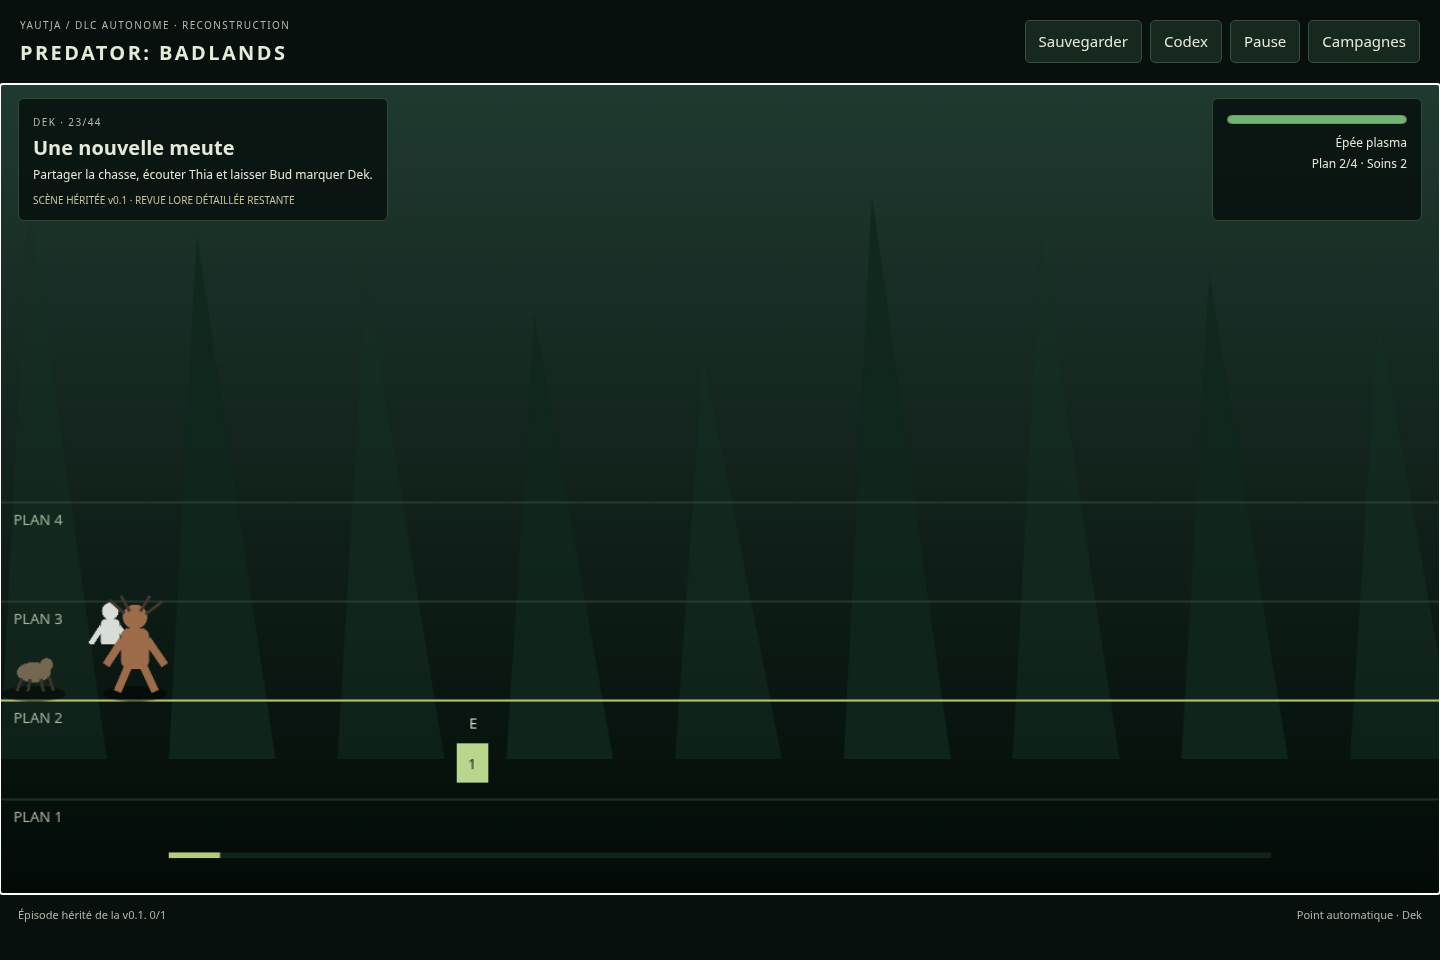 YAUTJA / DLC AUTONOME · RECONSTRUCTION
PREDATOR: BADLANDS
Sauvegarder
Codex
Pause
Campagnes
DEK · 23/44
Une nouvelle meute
Partager la chasse, écouter Thia et laisser Bud marquer Dek.
SCÈNE HÉRITÉE v0.1 · REVUE LORE DÉTAILLÉE RESTANTE
Épée plasma
Plan 2/4 · Soins 2
PLAN 4
PLAN 3
PLAN 2
E
1
PLAN 1
Épisode hérité de la v0.1. 0/1
Point automatique · Dek